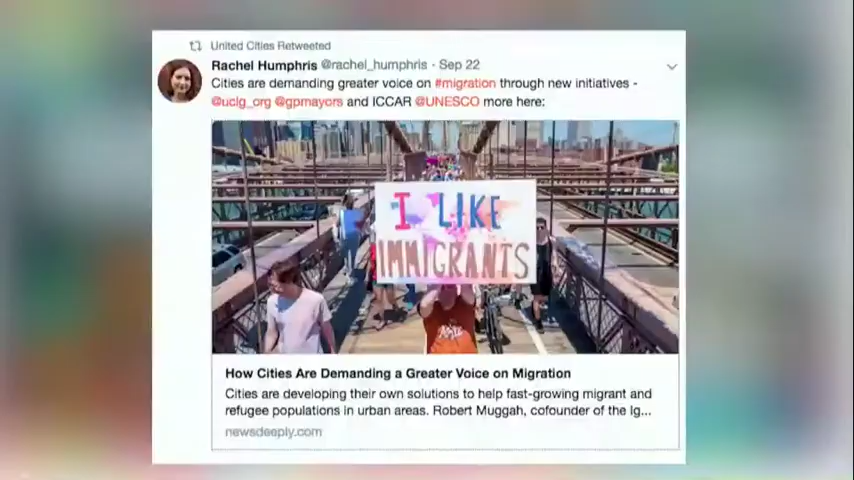 United Cities Retweeted
Rachel Humphris @rachel_humphris · Sep 22
Cities are demanding greater voice on #migration through new initiatives -
@uclg_org @gpmayors and ICCAR @UNESCO more here:
I LIKE
IMMIGRANTS
How Cities Are Demanding a Greater Voice on Migration
Cities are developing their own solutions to help fast-growing migrant and
refugee populations in urban areas. Robert Muggah, cofounder of the Ig...
newsdeeply.com